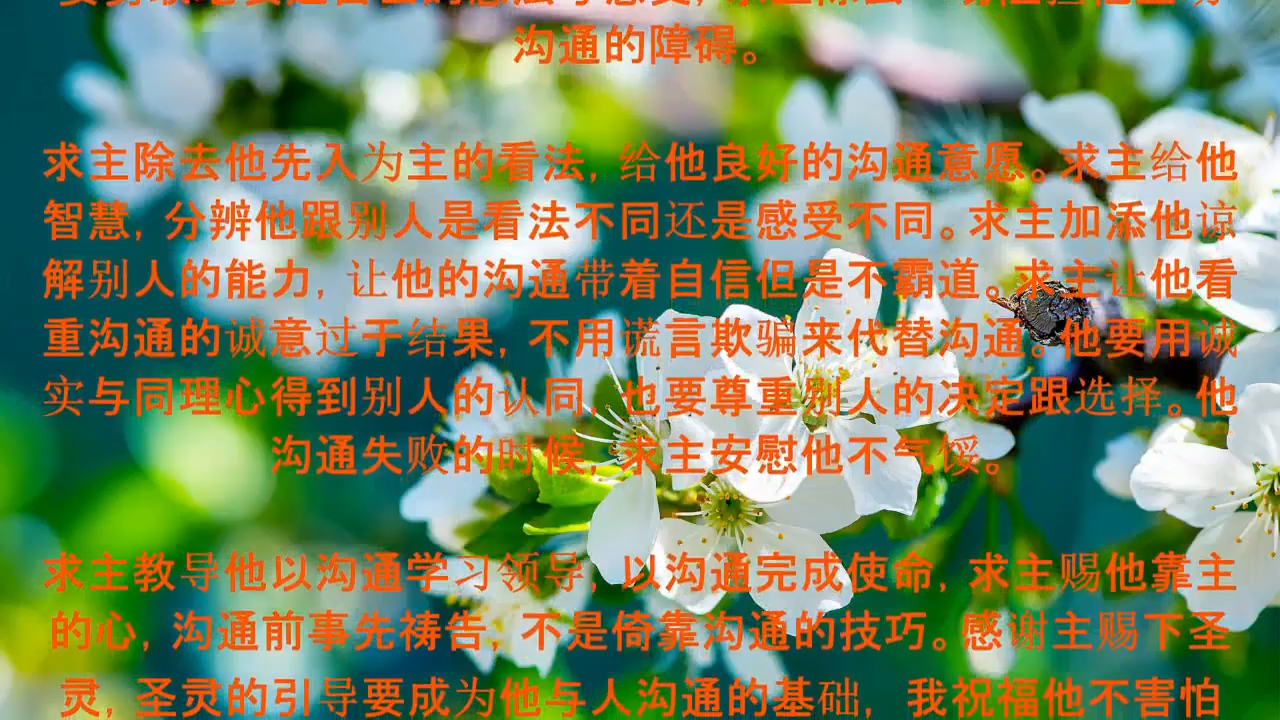 沟通的障碍。
求主除去他先入为主的看法, 给他良好的沟通意愿。求主给他
智慧, 分辨他跟别人是看法不同还是感受不同。求主加添他谅
解别人的能力, 让他的沟通带着自信但是不霸道。求主让他看
重沟通的诚意过于结果, 不用谎言欺骗来代替沟通。他要用诚
实与同理心得到别人的认同, 也要尊重别人的决定跟选择。他
沟通失败的时候, 求主安慰他不气馁。
求主教导他以沟通学习领导, 以沟通完成使命, 求主赐他靠主
的心, 沟通前事先祷告, 不是倚靠沟通的技巧。感谢主赐下圣
灵, 圣灵的引导要成为他与人沟通的基础, 我祝福他不害怕